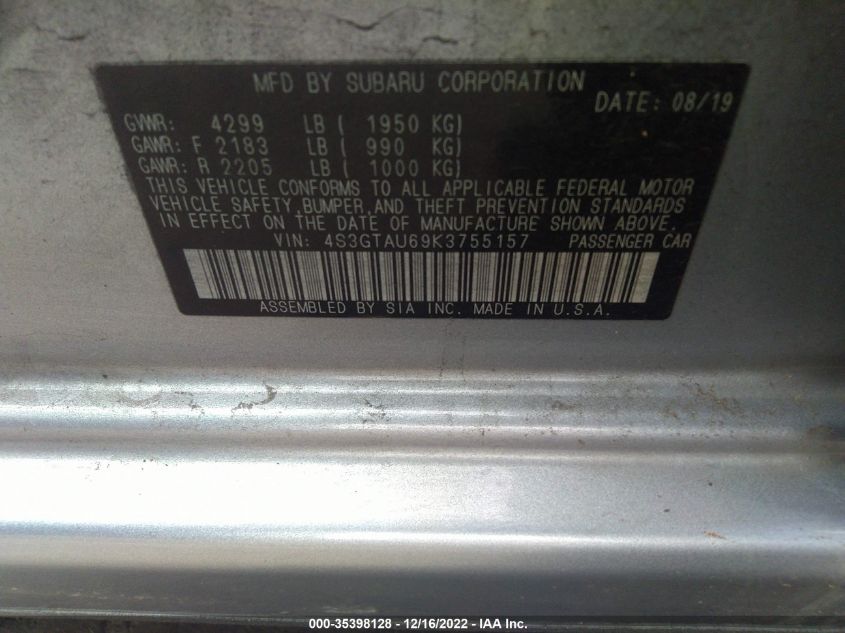 MFD BY SUBARU CORPORATION
DATE: 08/19
GVWR: 4299 LB ( 1950 KG)
GAWR: F 2183 LB ( 990 KG)
GAWR: R 2205 LB ( 1000 KG)
THIS VEHICLE CONFORMS TO ALL APPLICABLE FEDERAL MOTOR
VEHICLE SAFETY, BUMPER, AND THEFT PREVENTION STANDARDS
IN EFFECT ON THE DATE OF MANUFACTURE SHOWN ABOVE.
VIN: 4S3GTAU69K3755157 PASSENGER CAR
ASSEMBLED BY SIA INC. MADE IN U.S.A.
000-35398128 - 12/16/2022 - IAA Inc.